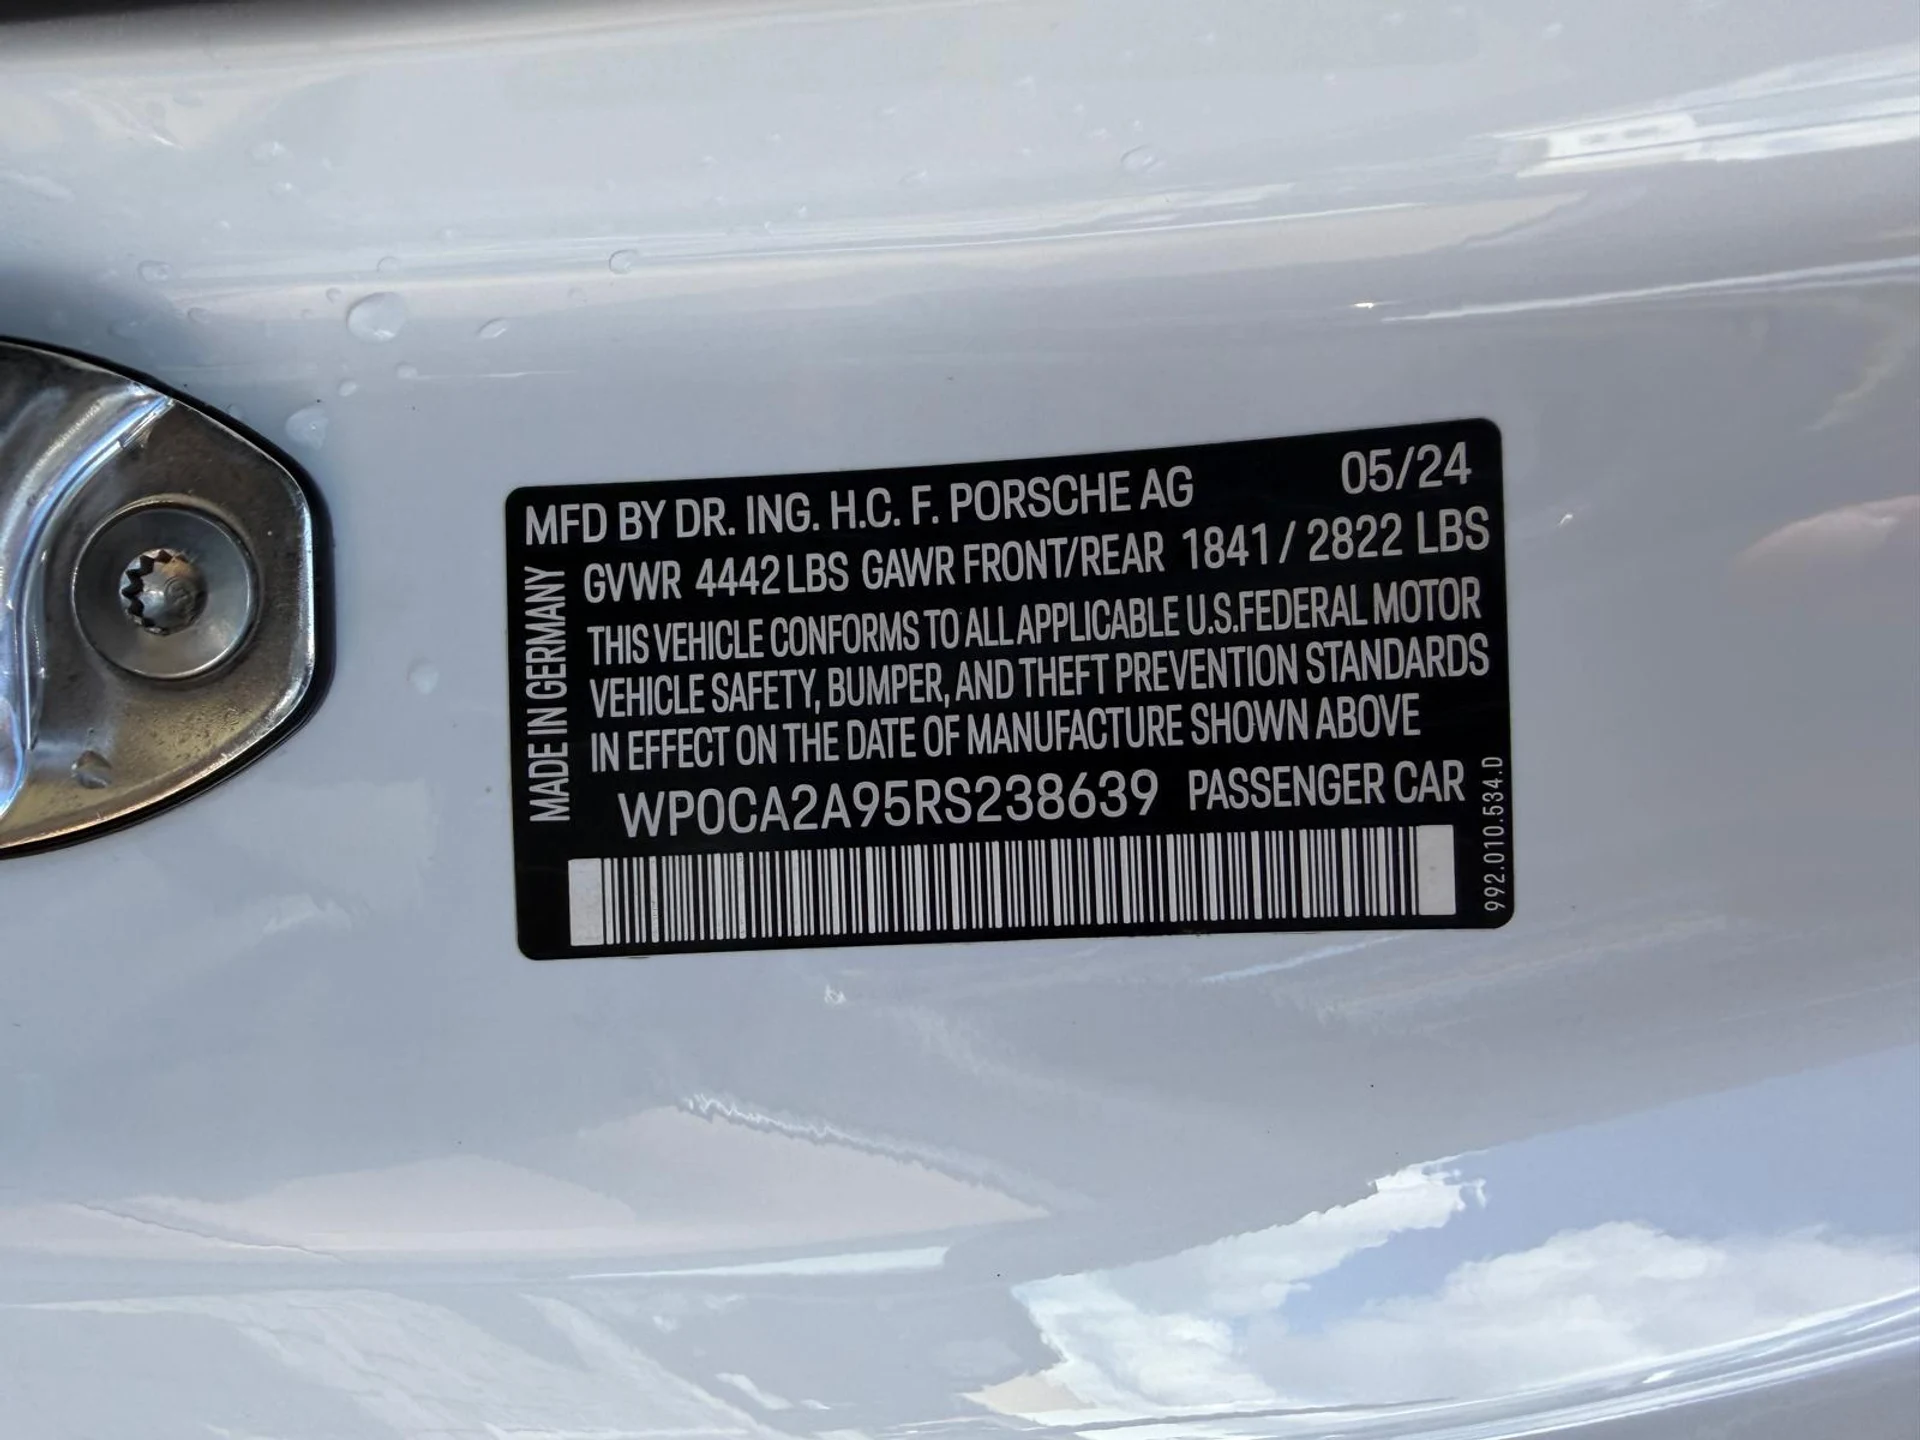 MFD BY DR. ING. H.C. F. PORSCHE AG 05/24
GVWR 4442 LBS GAWR FRONT/REAR 1841 / 2822 LBS
THIS VEHICLE CONFORMS TO ALL APPLICABLE U.S.FEDERAL MOTOR
VEHICLE SAFETY, BUMPER, AND THEFT PREVENTION STANDARDS
IN EFFECT ON THE DATE OF MANUFACTURE SHOWN ABOVE
WP0CA2A95RS238639 PASSENGER CAR
MADE IN GERMANY
992.010.534.D